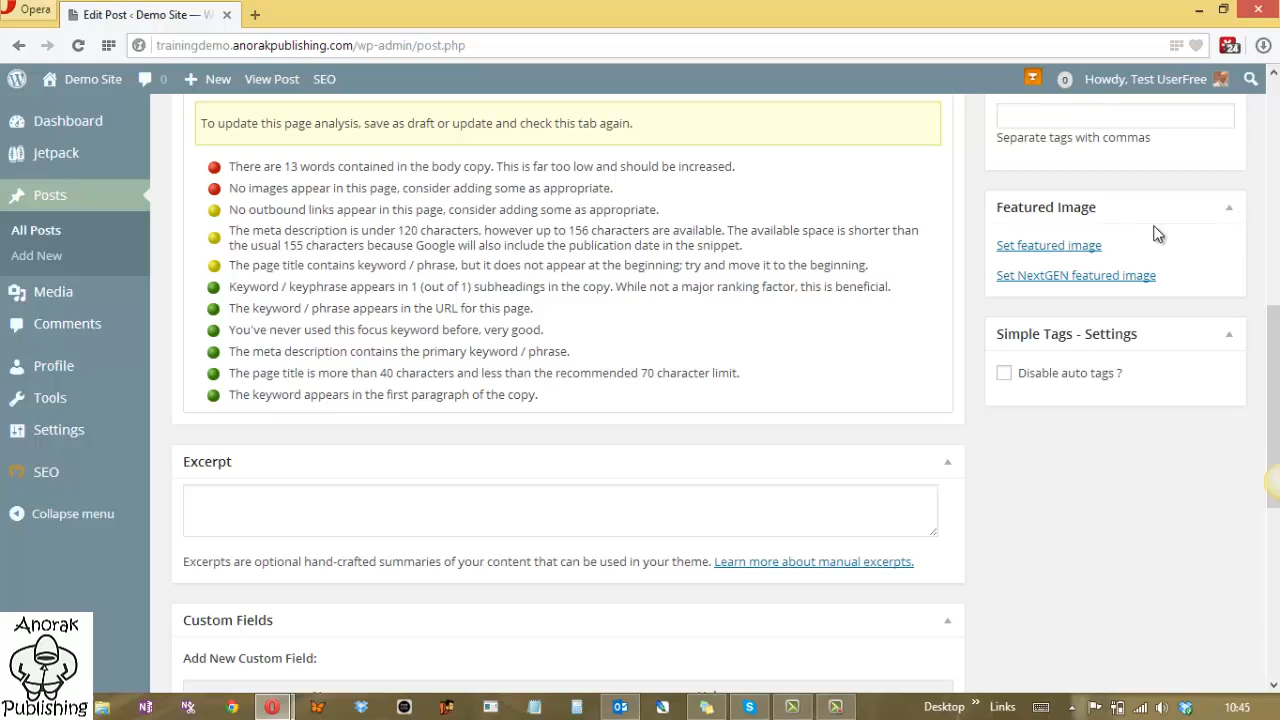 Opera
Edit Post ‹ Demo Site — W
trainingdemo.anorakpublishing.com/wp-admin/post.php
24
Demo Site
0
New
View Post
SEO
0
Howdy, Test UserFree
Dashboard
Jetpack
Posts
All Posts
Add New
Media
Comments
Profile
Tools
Settings
SEO
Collapse menu
To update this page analysis, save as draft or update and check this tab again.
There are 13 words contained in the body copy. This is far too low and should be increased.
No images appear in this page, consider adding some as appropriate.
No outbound links appear in this page, consider adding some as appropriate.
The meta description is under 120 characters, however up to 156 characters are available. The available space is shorter than
the usual 155 characters because Google will also include the publication date in the snippet.
The page title contains keyword / phrase, but it does not appear at the beginning; try and move it to the beginning.
Keyword / keyphrase appears in 1 (out of 1) subheadings in the copy. While not a major ranking factor, this is beneficial.
The keyword / phrase appears in the URL for this page.
You've never used this focus keyword before, very good.
The meta description contains the primary keyword / phrase.
The page title is more than 40 characters and less than the recommended 70 character limit.
The keyword appears in the first paragraph of the copy.
Excerpt
Excerpts are optional hand-crafted summaries of your content that can be used in your theme. Learn more about manual excerpts.
Custom Fields
Add New Custom Field:
Separate tags with commas
Featured Image
Set featured image
Set NextGEN featured image
Simple Tags - Settings
Disable auto tags ?
Anorak
Publishing
Desktop
Links
10:45